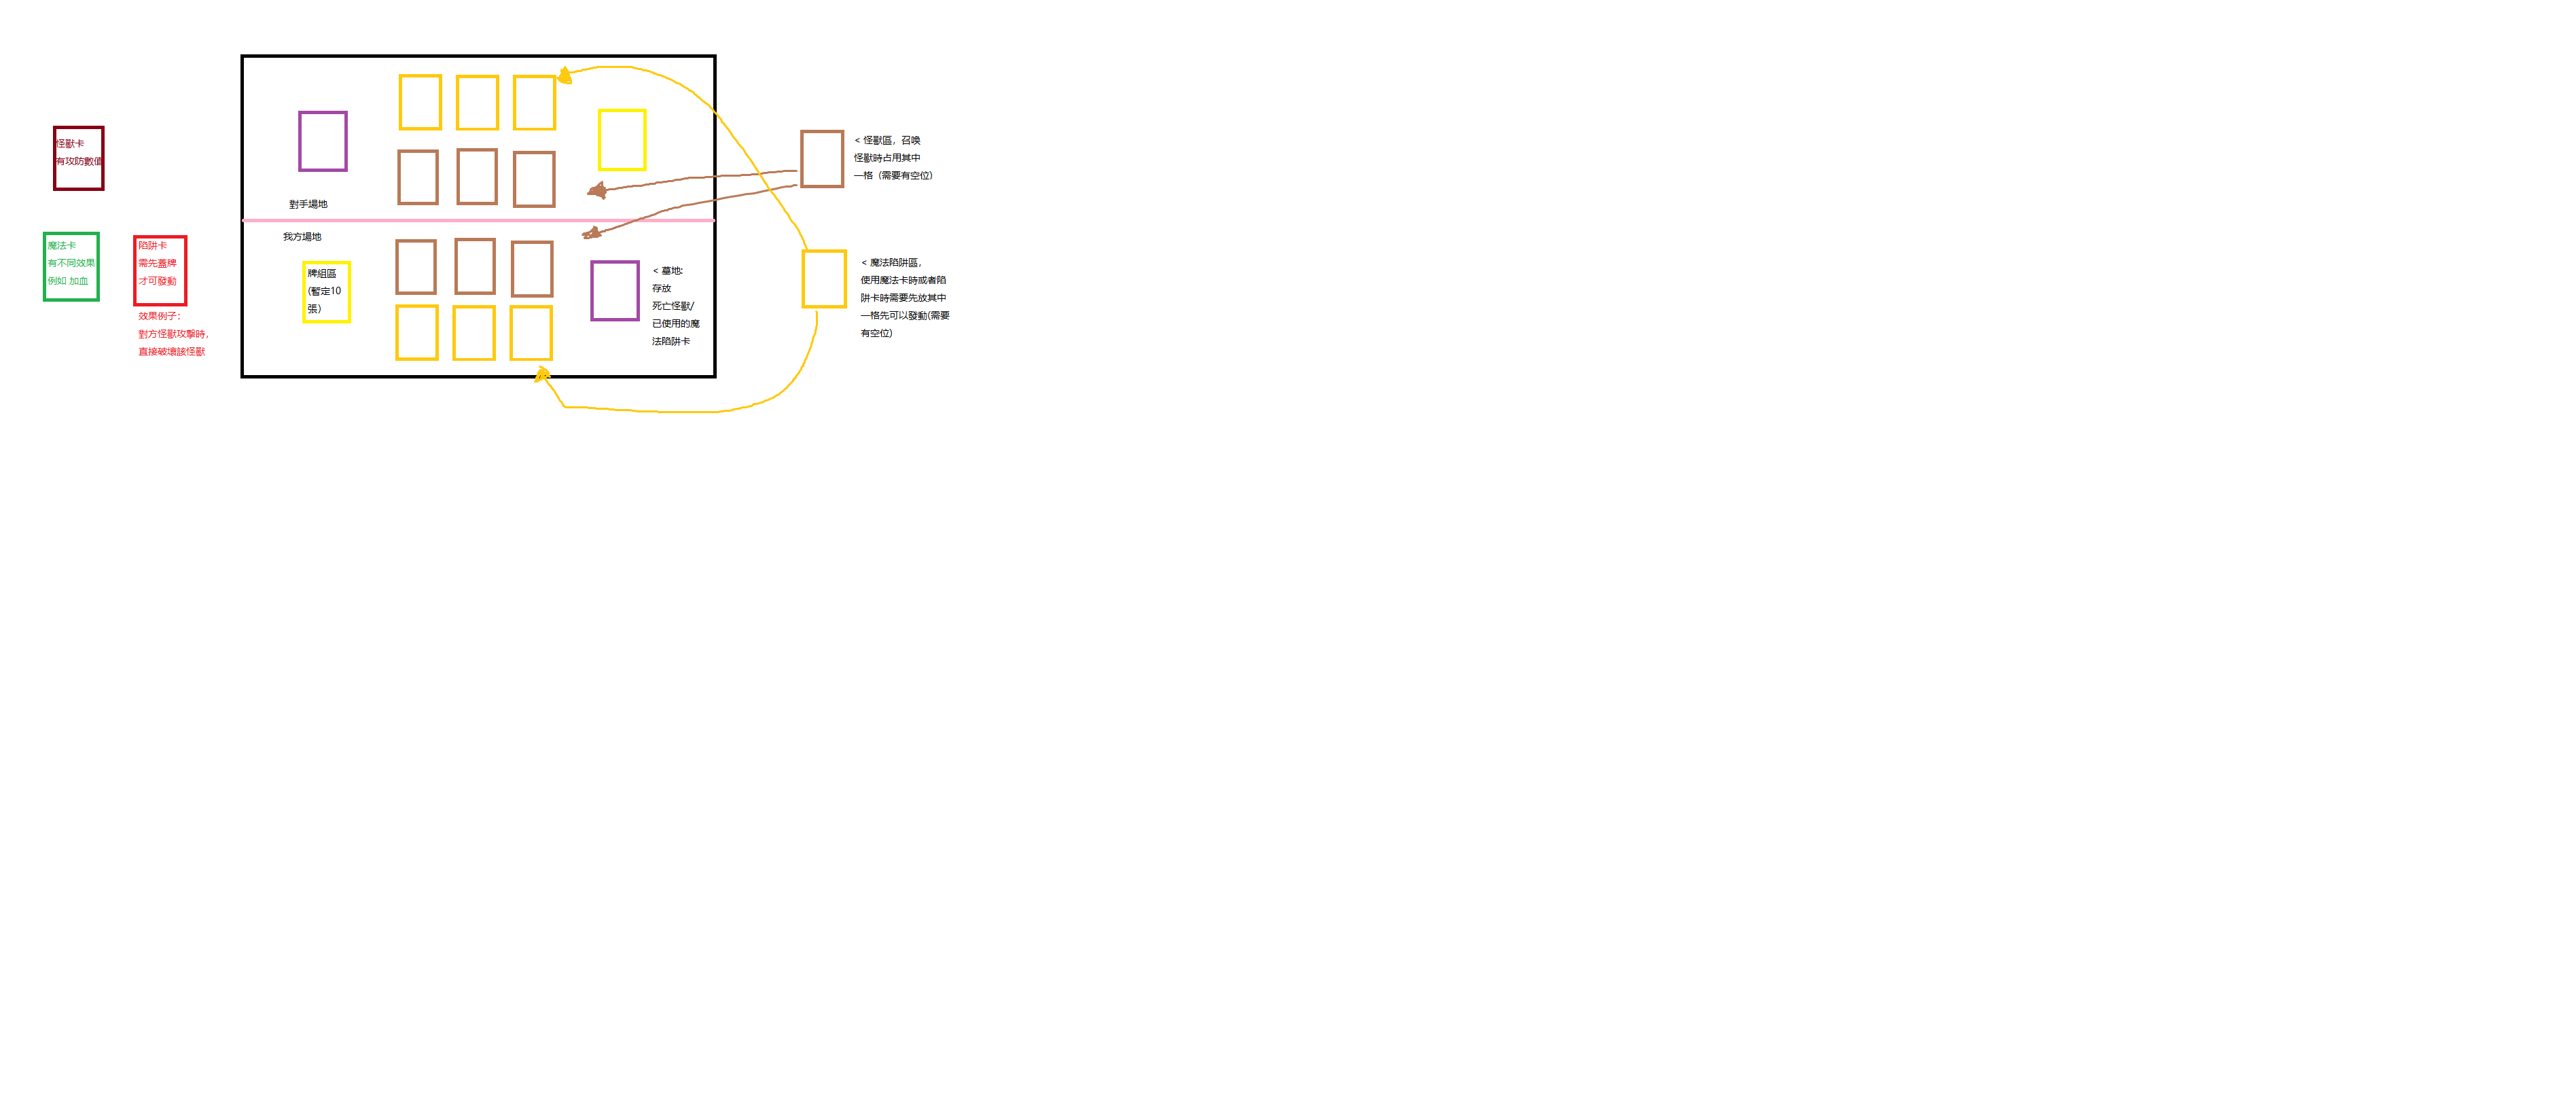 怪獸卡
有攻防數值
魔法卡
有不同效果
例如 加血
陷阱卡
需先蓋牌
才可發動
效果例子：
對方怪獸攻擊時，
直接破壞該怪獸
對手場地
我方場地
牌組區
(暫定10
張)
< 墓地:
存放
死亡怪獸/
已使用的魔
法陷阱卡
< 怪獸區，召喚
怪獸時占用其中
一格 (需要有空位)
< 魔法陷阱區，
使用魔法卡時或者陷
阱卡時需要先放其中
一格先可以發動(需要
有空位)